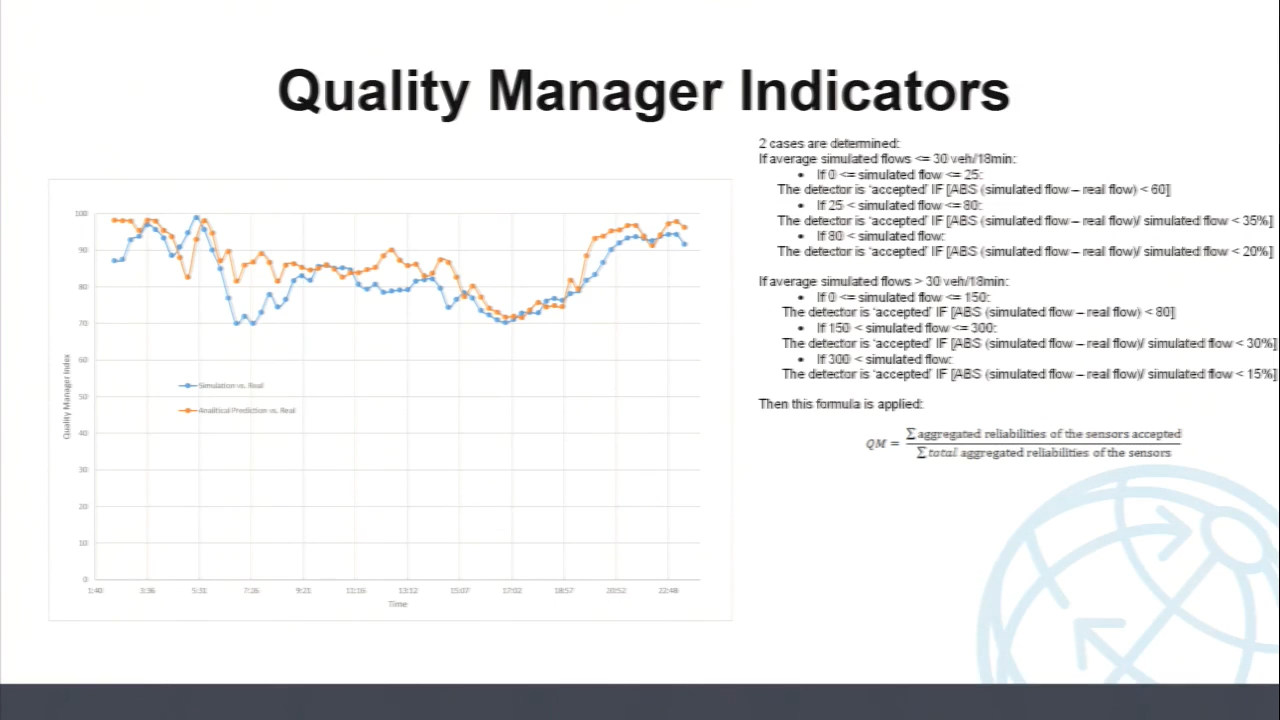 Quality Manager Indicators
2 cases are determined:
If average simulated flows <= 30 veh/18min:
• If 0 <= simulated flow <= 25:
The detector is 'accepted' IF [ABS (simulated flow – real flow) < 60]
• If 25 < simulated flow <= 80:
The detector is 'accepted' IF [ABS (simulated flow – real flow)/ simulated flow < 35%]
• If 80 < simulated flow:
The detector is 'accepted' IF [ABS (simulated flow – real flow)/ simulated flow < 20%]
If average simulated flows > 30 veh/18min:
• If 0 <= simulated flow <= 150:
The detector is 'accepted' IF [ABS (simulated flow – real flow) < 80]
• If 150 < simulated flow <= 300:
The detector is 'accepted' IF [ABS (simulated flow – real flow)/ simulated flow < 30%]
• If 300 < simulated flow:
The detector is 'accepted' IF [ABS (simulated flow – real flow)/ simulated flow < 15%]
Then this formula is applied:
QM = ∑ aggregated reliabilities of the sensors accepted
∑ total aggregated reliabilities of the sensors
100
90
80
70
60
50
40
30
20
10
0
Quality Manager Index
Simulation vs. Real
Analitical Prediction vs. Real
1:40 3:36 5:31 7:26 9:21 11:16 13:12 15:07 17:02 18:57 20:52 22:48
Time